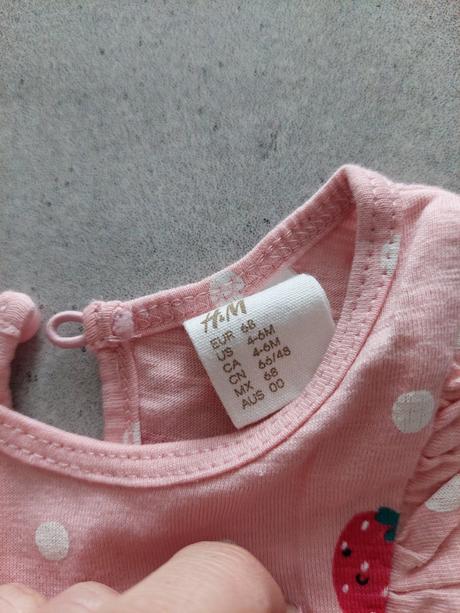 H&M
EUR 68
US 4-6M
CA 4-6M
CN 66/48
MX 68
AUS 00